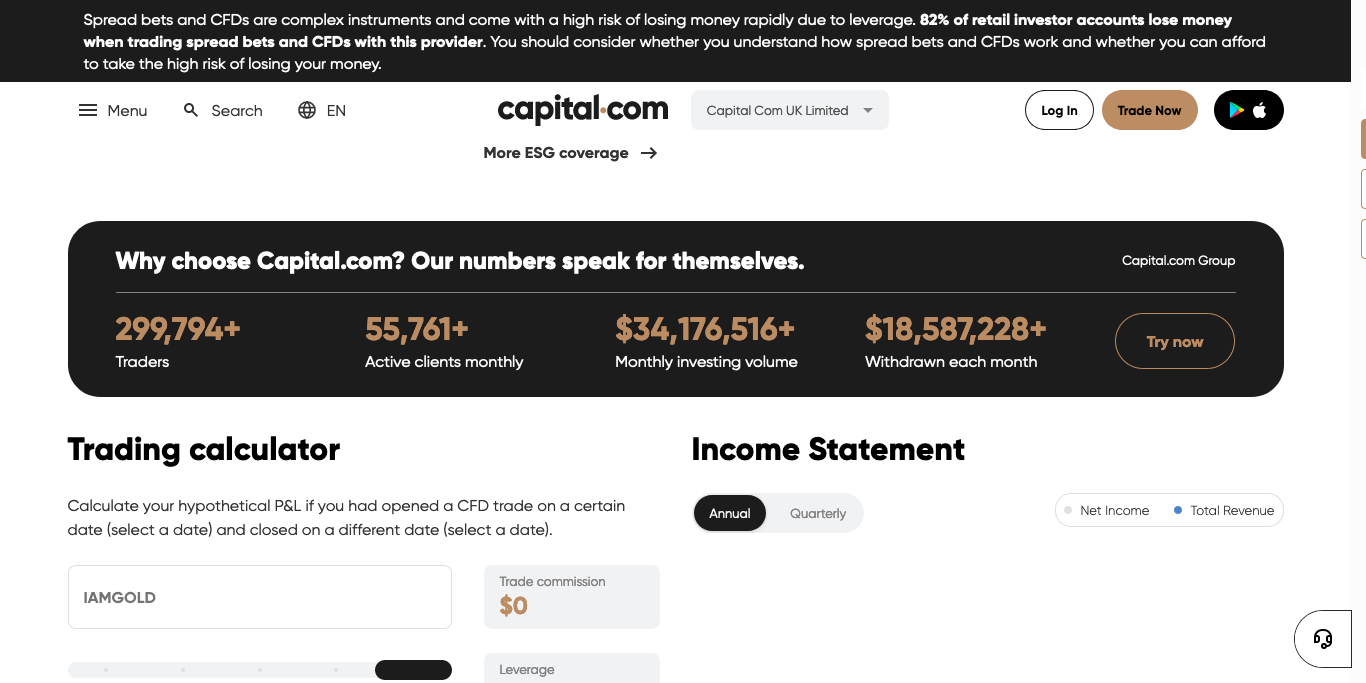 Spread bets and CFDs are complex instruments and come with a high risk of losing money rapidly due to leverage. 82% of retail investor accounts lose money
when trading spread bets and CFDs with this provider. You should consider whether you understand how spread bets and CFDs work and whether you can afford
to take the high risk of losing your money.
Menu Search EN capital.com Capital Com UK Limited Log In Trade Now
More ESG coverage
Why choose Capital.com? Our numbers speak for themselves. Capital.com Group
299,794+ 55,761+ $34,176,516+ $18,587,228+ Try now
Traders Active clients monthly Monthly investing volume Withdrawn each month
Trading calculator
Calculate your hypothetical P&L if you had opened a CFD trade on a certain
date (select a date) and closed on a different date (select a date).
IAMGOLD
Trade commission
$0
Leverage
Income Statement
Annual Quarterly Net Income Total Revenue